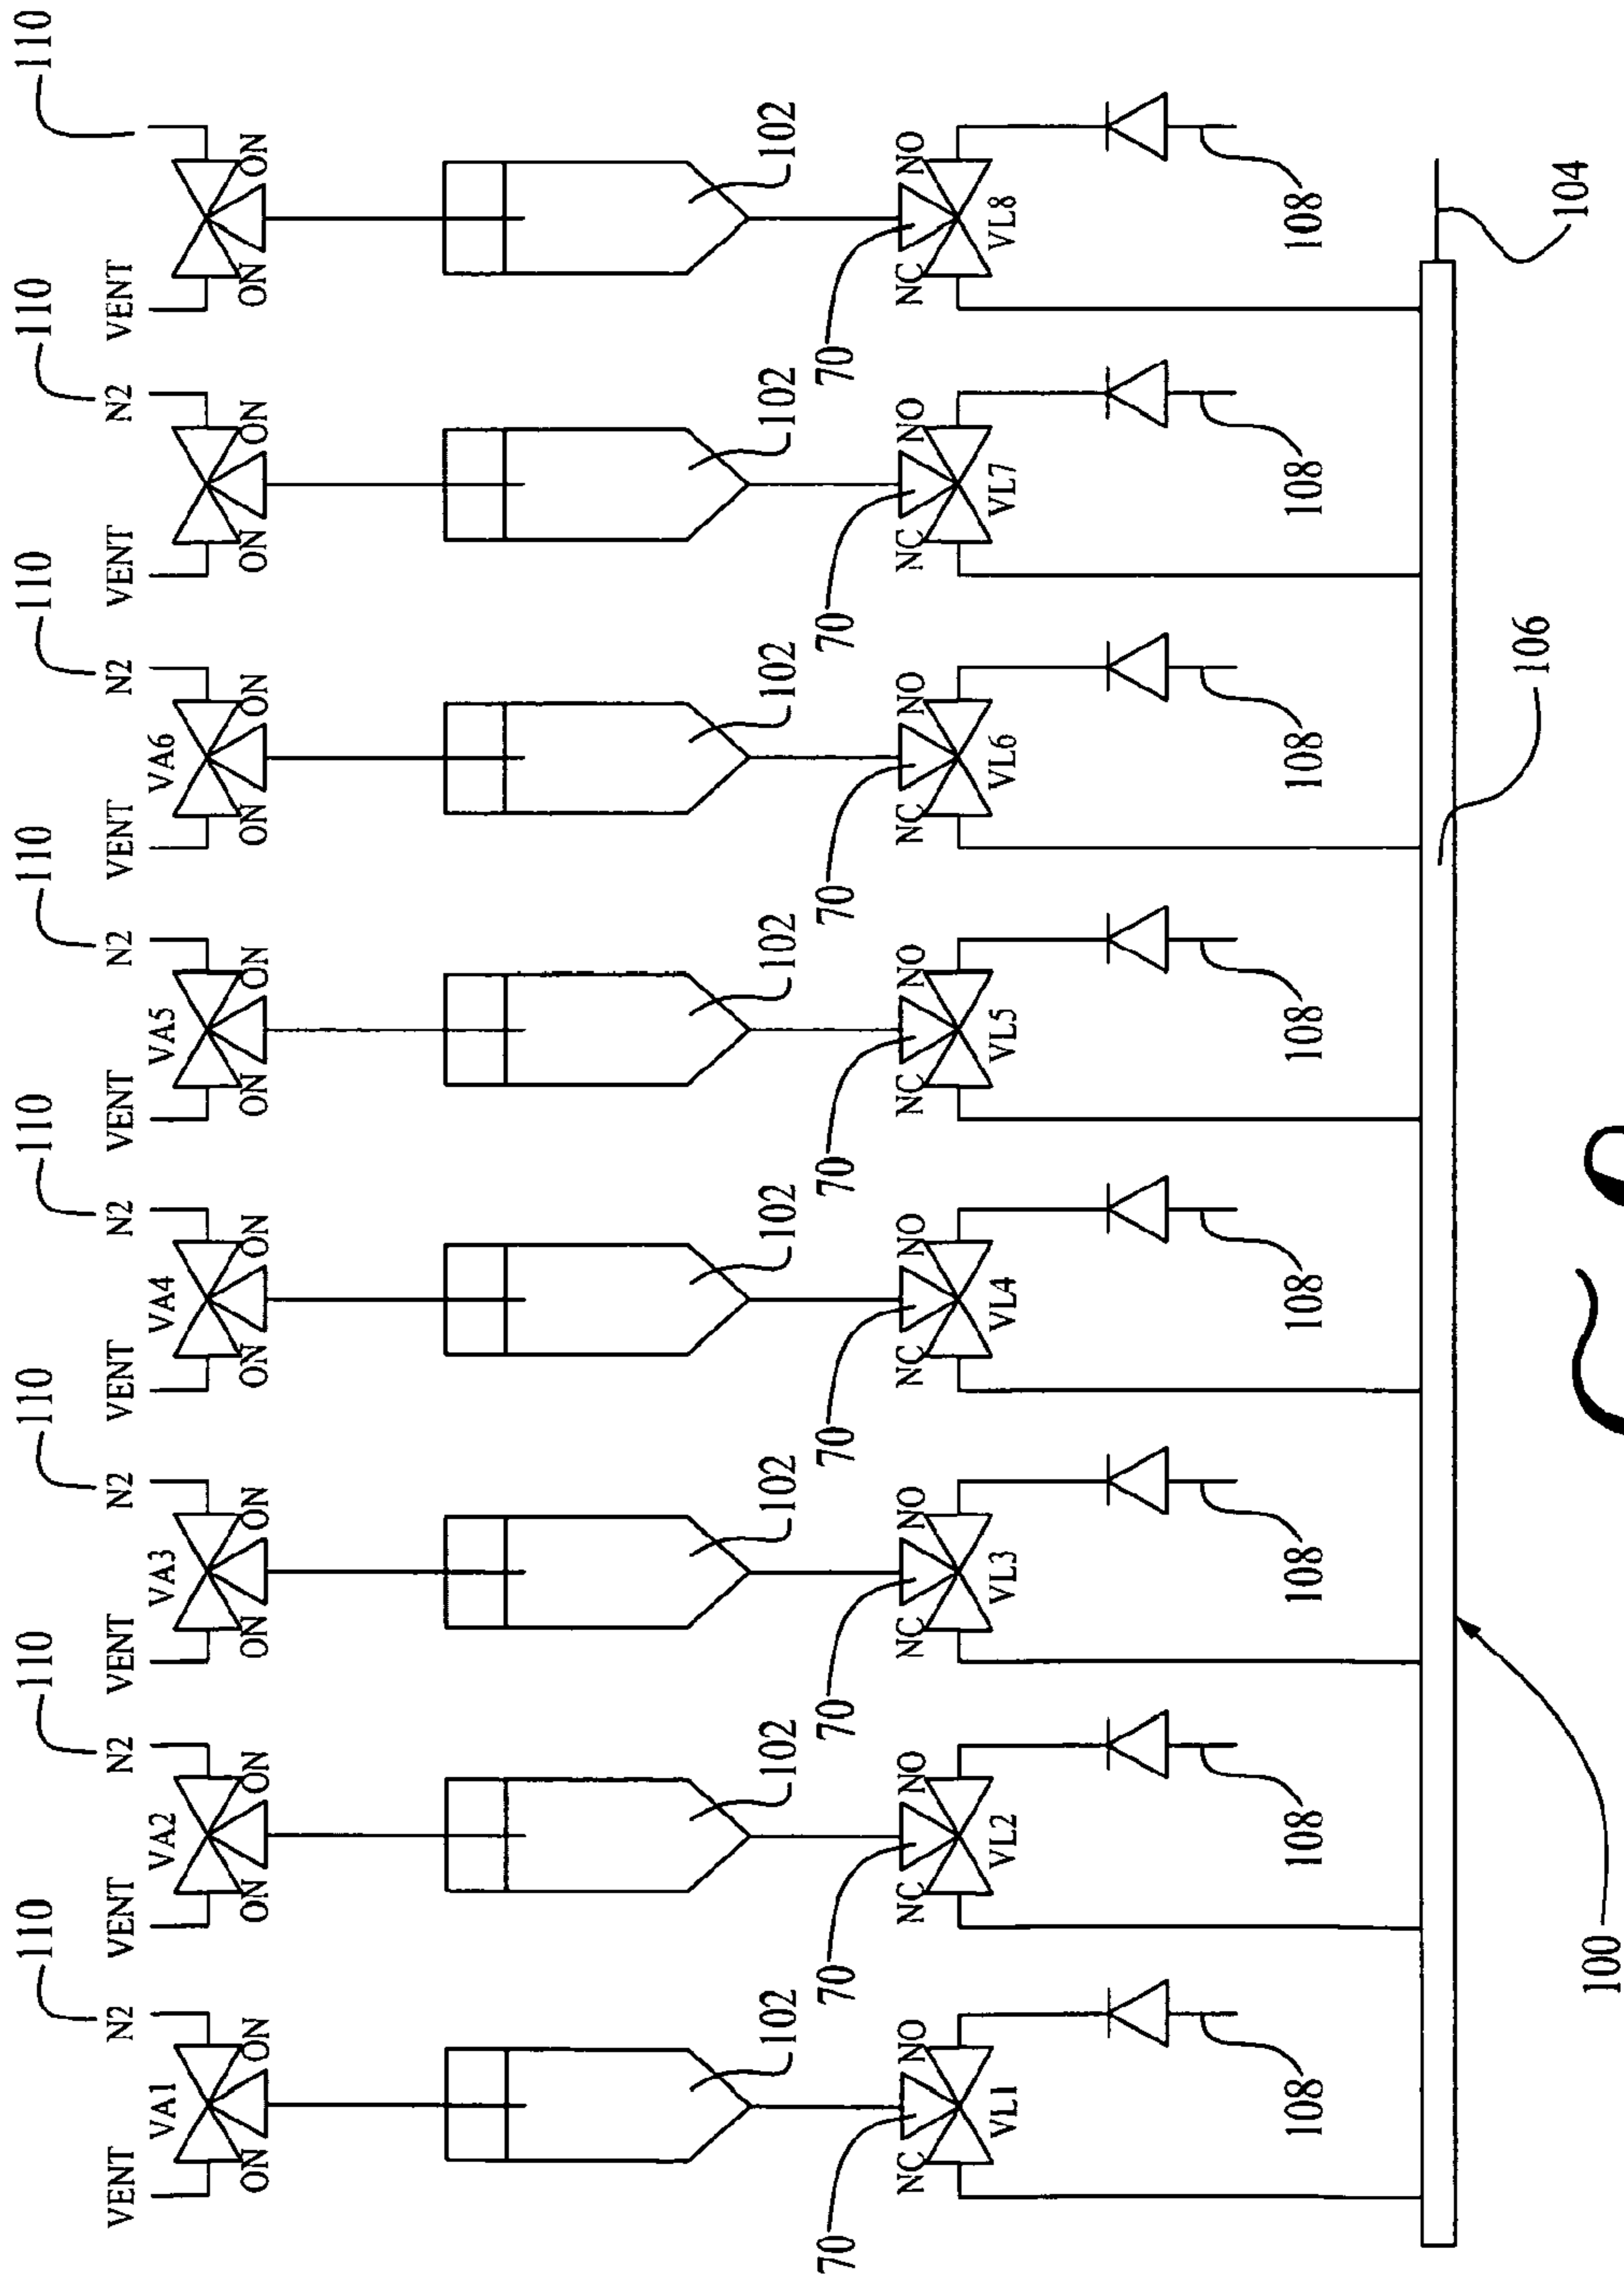 110 110 110 110 110 110 110 110
VENT N2 VENT N2 VENT N2 VENT N2 VENT N2 VENT N2 VENT N2 VENT
VA1 VA2 VA3 VA4 VA5 VA6
ON ON ON ON ON ON ON ON ON ON ON ON ON ON ON ON
102 102 102 102 102 102 102 102
70 70 70 70 70 70 70 70
NC NO NC NO NC NO NC NO NC NO NC NO NC NO NC NO
VL1 VL2 VL3 VL4 VL5 VL6 VL7 VL8
108 108 108 108 108 108 108 108
106
104
100